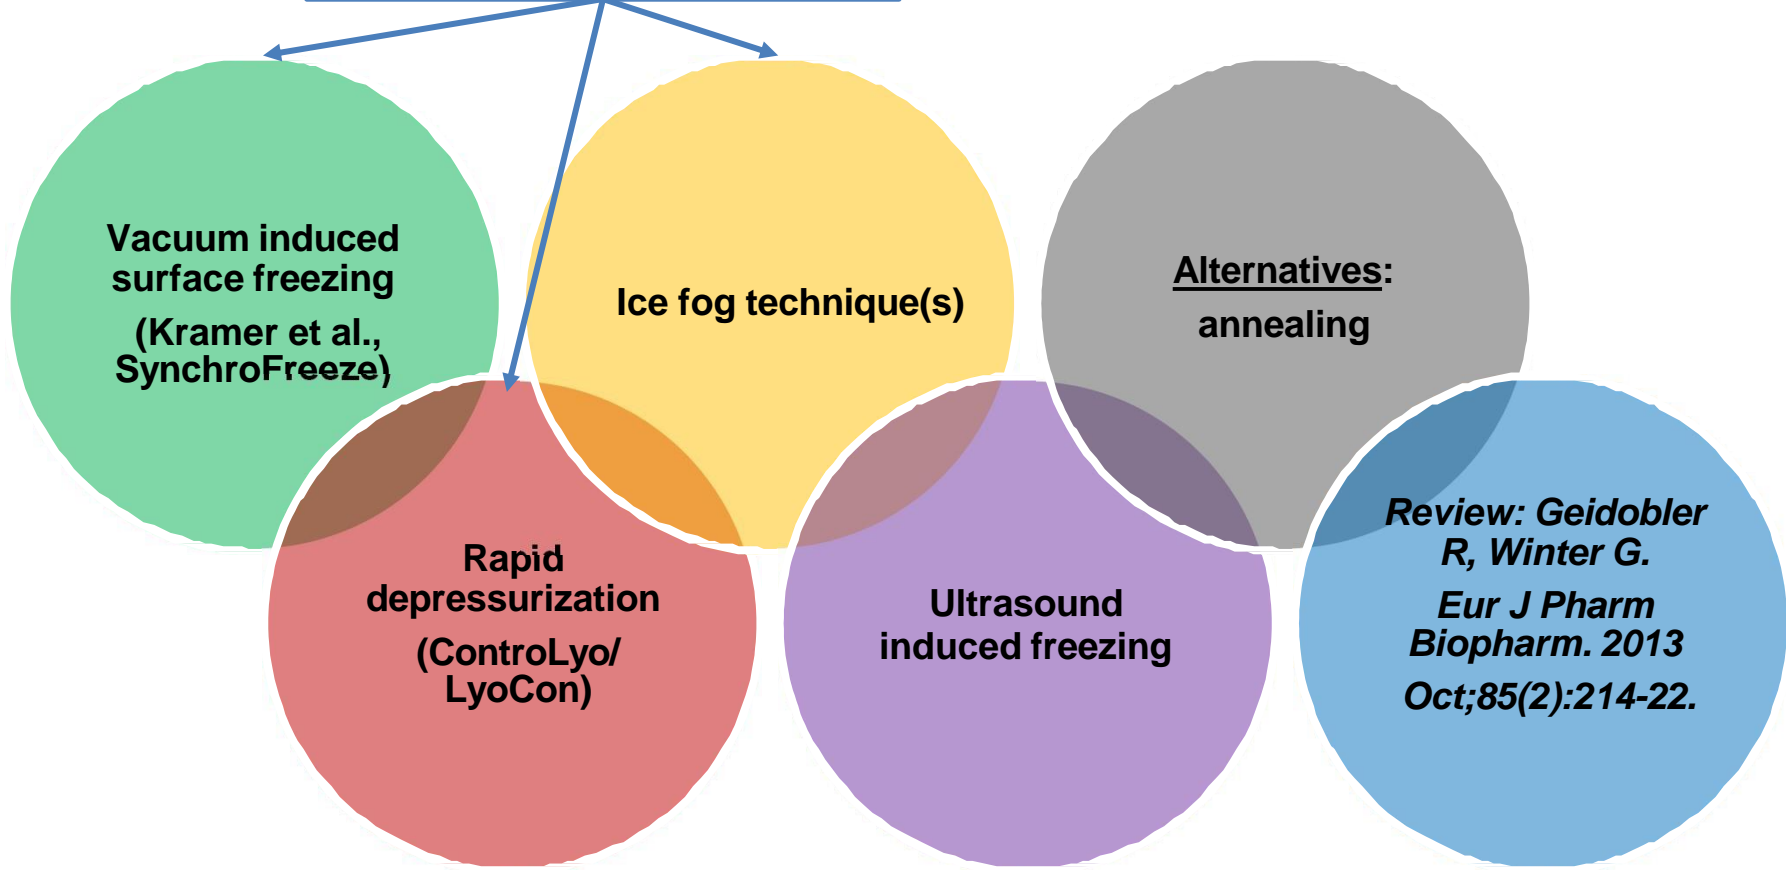 Vacuum induced
surface freezing
(Kramer et al.,
SynchroFreeze)
Ice fog technique(s)
Alternatives:
annealing
Rapid
depressurization
(ControLyo/
LyoCon)
Ultrasound
induced freezing
Review: Geidobler
R, Winter G.
Eur J Pharm
Biopharm. 2013
Oct;85(2):214-22.